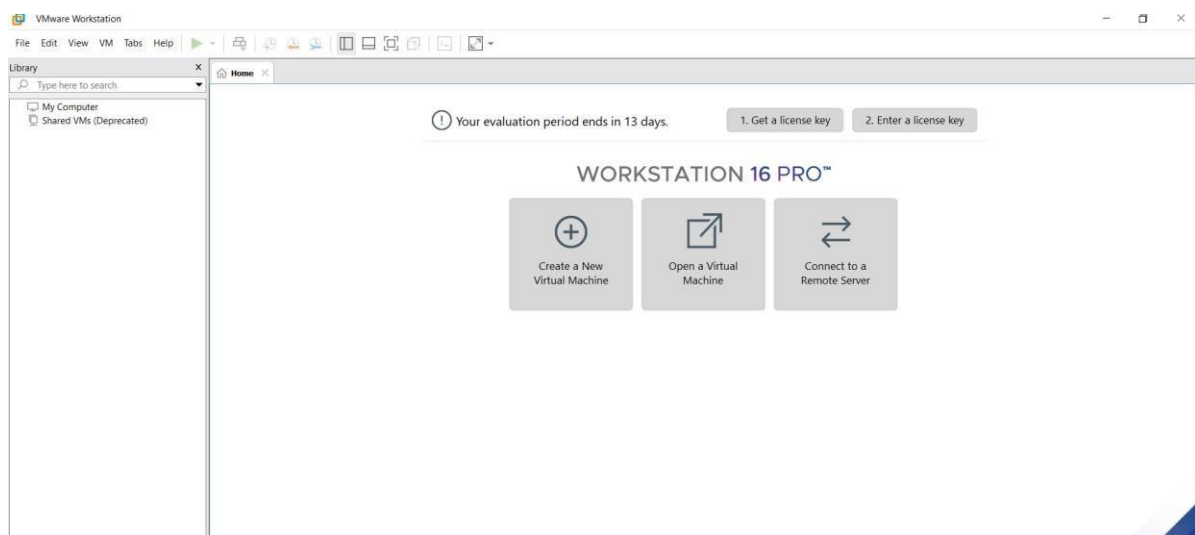 VMware Workstation
File Edit View VM Tabs Help
Library X
Home
Type here to search
My Computer
Shared VMs (Deprecated)
Your evaluation period ends in 13 days.
1. Get a license key
2. Enter a license key
WORKSTATION 16 PRO™
Create a New
Virtual Machine
Open a Virtual
Machine
Connect to a
Remote Server